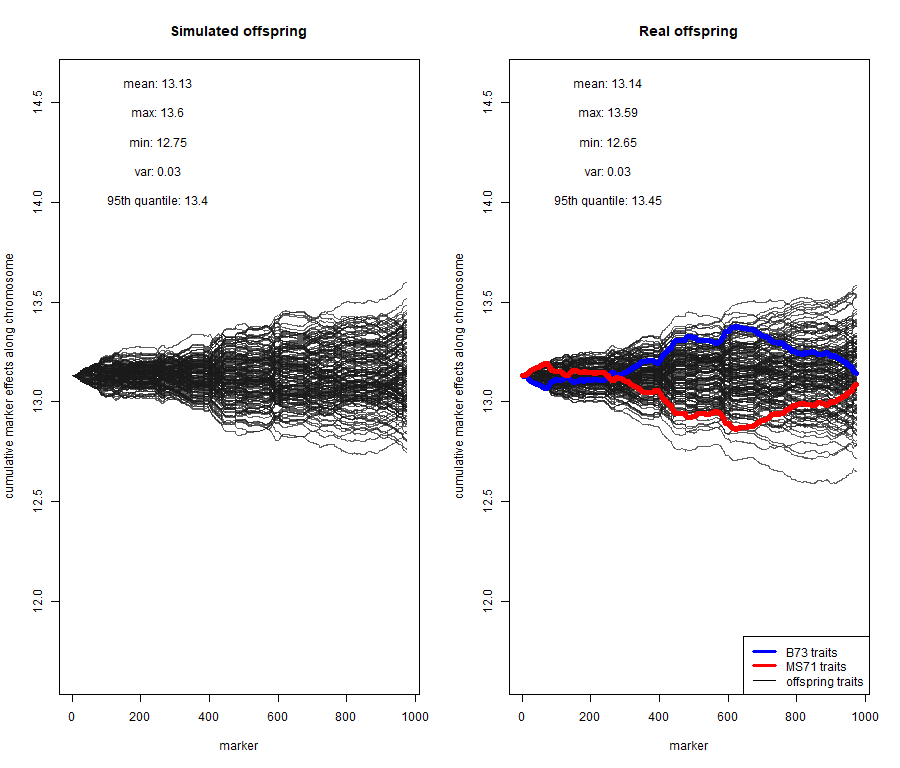 Simulated offspring
mean: 13.13
max: 13.6
min: 12.75
var: 0.03
95th quantile: 13.4
14.5
14.0
13.5
13.0
12.5
12.0
cumulative marker effects along chromosome
0 200 400 600 800 1000
marker
Real offspring
mean: 13.14
max: 13.59
min: 12.65
var: 0.03
95th quantile: 13.45
14.5
14.0
13.5
13.0
12.5
12.0
cumulative marker effects along chromosome
B73 traits
MS71 traits
offspring traits
0 200 400 600 800 1000
marker